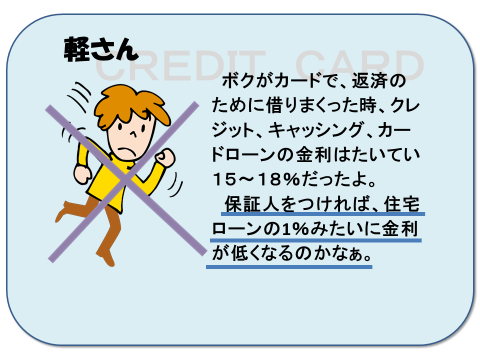 軽さん
CREDIT CARD
ボクがカードで、返済の
ために借りまくった時、クレ
ジット、キャッシング、カー
ドローンの金利はたいてい
１５～１８％だったよ。
保証人をつければ、住宅
ローンの１％みたいに金利
が低くなるのかなぁ。